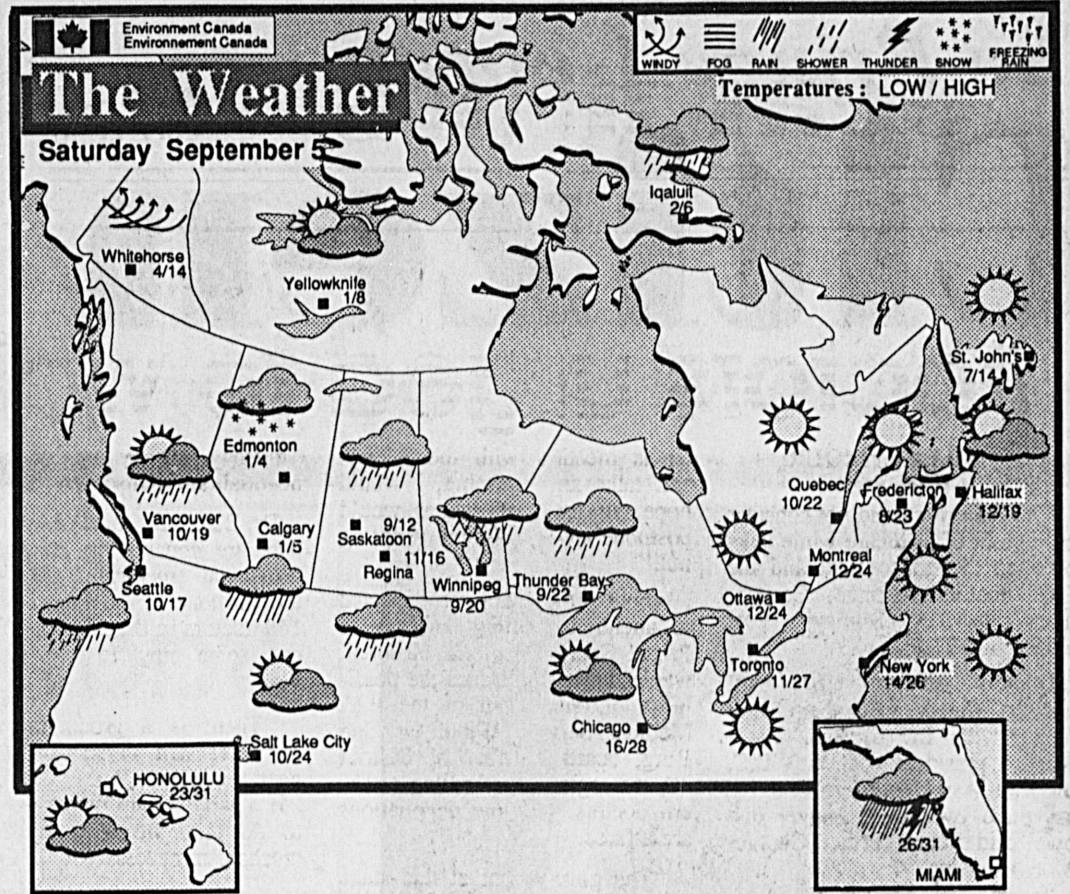 Environment Canada
Environnement Canada
The Weather
Saturday September 5
WINDY FOG RAIN SHOWER THUNDER SNOW FREEZING RAIN
Temperatures : LOW / HIGH
Iqaluit
2/6
Whitehorse
4/14
Yellowknife
1/8
St. John's
7/14
Edmonton
1/4
Quebec
10/22
Fredericton
8/23
Halifax
12/19
Vancouver
10/19
Calgary
1/5
9/12
Saskatoon
11/16
Regina
Winnipeg
9/20
Thunder Bay
9/22
Montreal
12/24
Ottawa
12/24
Seattle
10/17
Toronto
11/27
New York
14/26
Chicago
16/28
Salt Lake City
10/24
HONOLULU
23/31
26/31
MIAMI